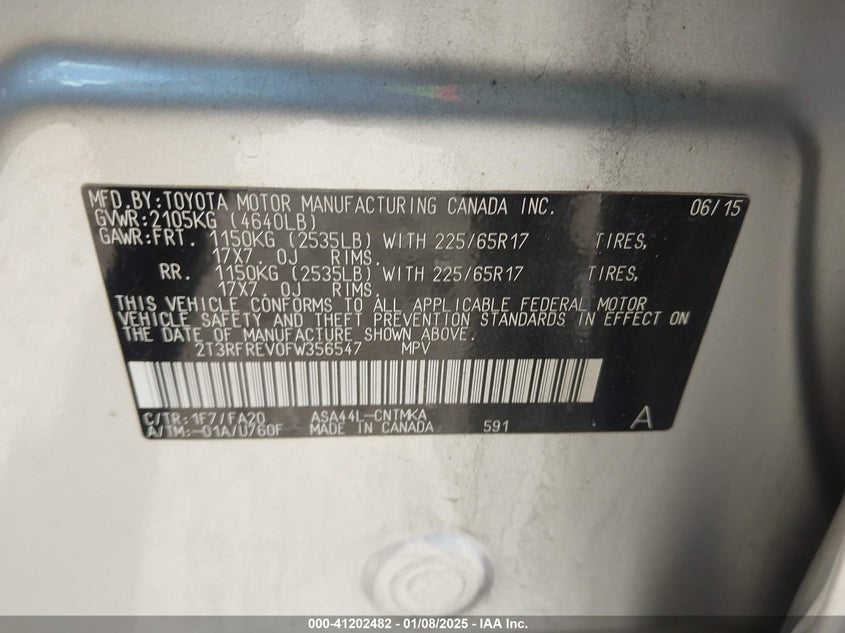 MFD.BY:TOYOTA MOTOR MANUFACTURING CANADA INC. 06/15
GVWR:2105KG (4640LB)
GAWR:FRT. 1150KG (2535LB) WITH 225/65R17 TIRES,
17X7. OJ RIMS.
RR. 1150KG (2535LB) WITH 225/65R17 TIRES,
17X7. OJ RIMS.
THIS VEHICLE CONFORMS TO ALL APPLICABLE FEDERAL MOTOR
VEHICLE SAFETY AND THEFT PREVENTION STANDARDS IN EFFECT ON
THE DATE OF MANUFACTURE SHOWN ABOVE.
2T3RFREV0FW356547 MPV
C/TR:1F7/FA20 ASA44L-CNTMKA
A/TM:-01A/U760F MADE IN CANADA 591 A
000-41202482 - 01/08/2025 - IAA Inc.